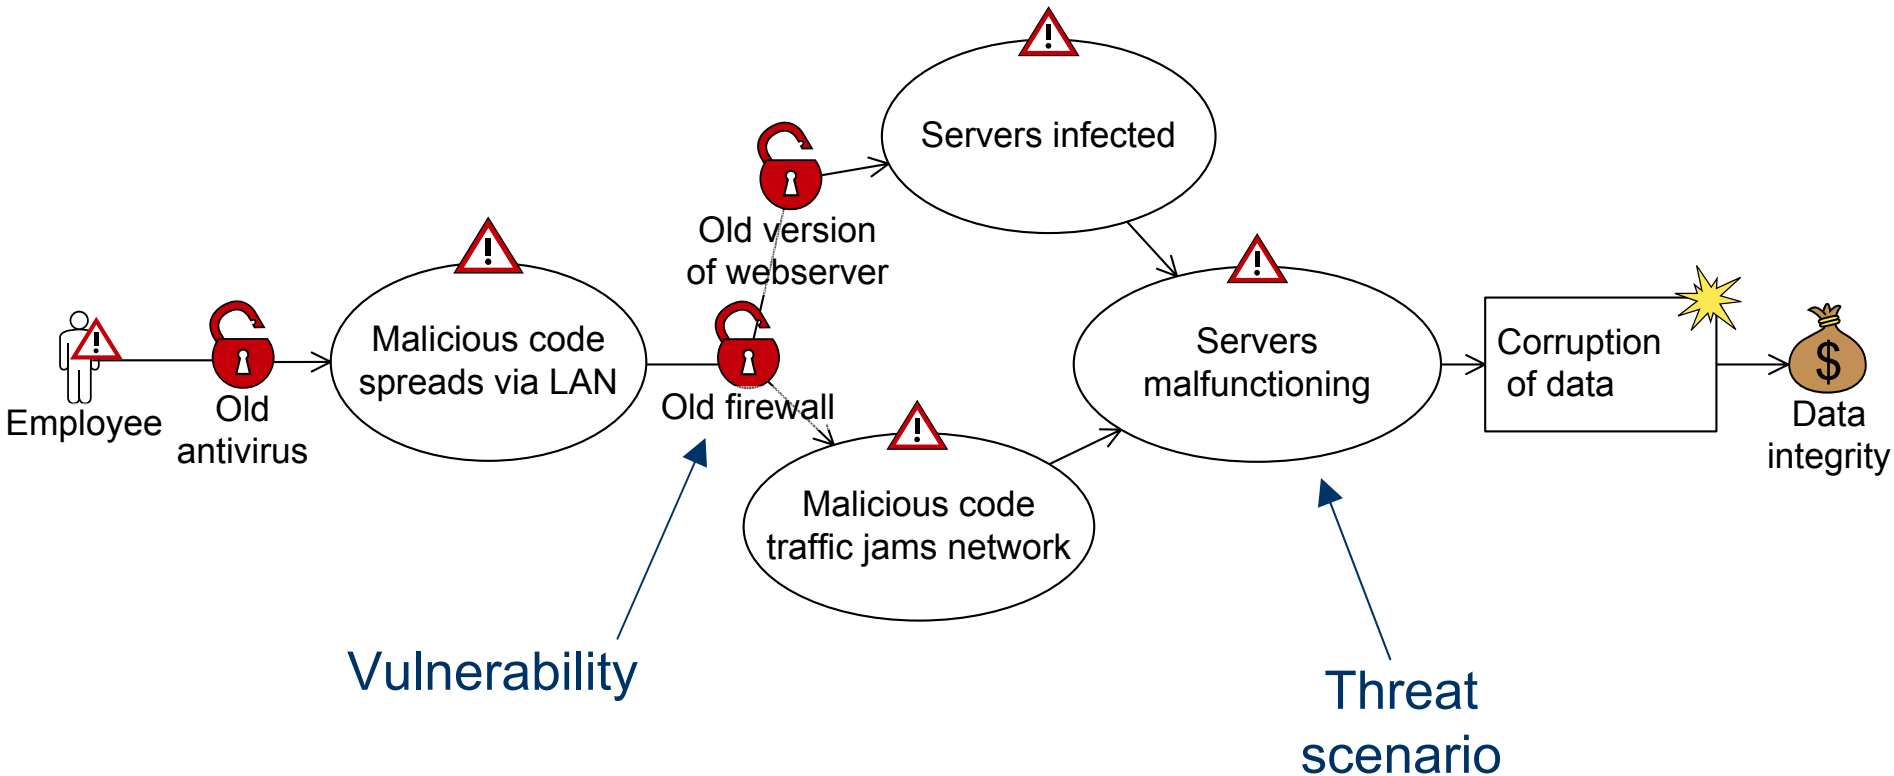 Servers infected
Old version
of webserver
Malicious code
spreads via LAN
Employee
Old
antivirus
Old firewall
Malicious code
traffic jams network
Servers
malfunctioning
Corruption
of data
$
Data
integrity
Vulnerability
Threat
scenario